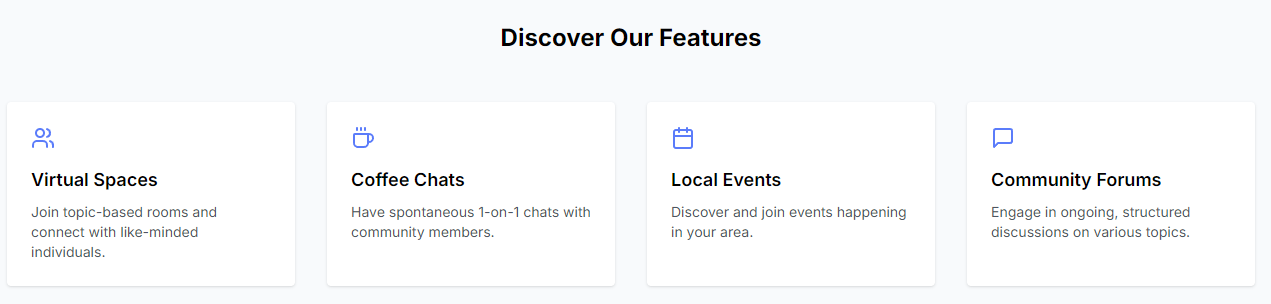 Discover Our Features
Virtual Spaces
Join topic-based rooms and
connect with like-minded
individuals.
Coffee Chats
Have spontaneous 1-on-1 chats with
community members.
Local Events
Discover and join events happening
in your area.
Community Forums
Engage in ongoing, structured
discussions on various topics.